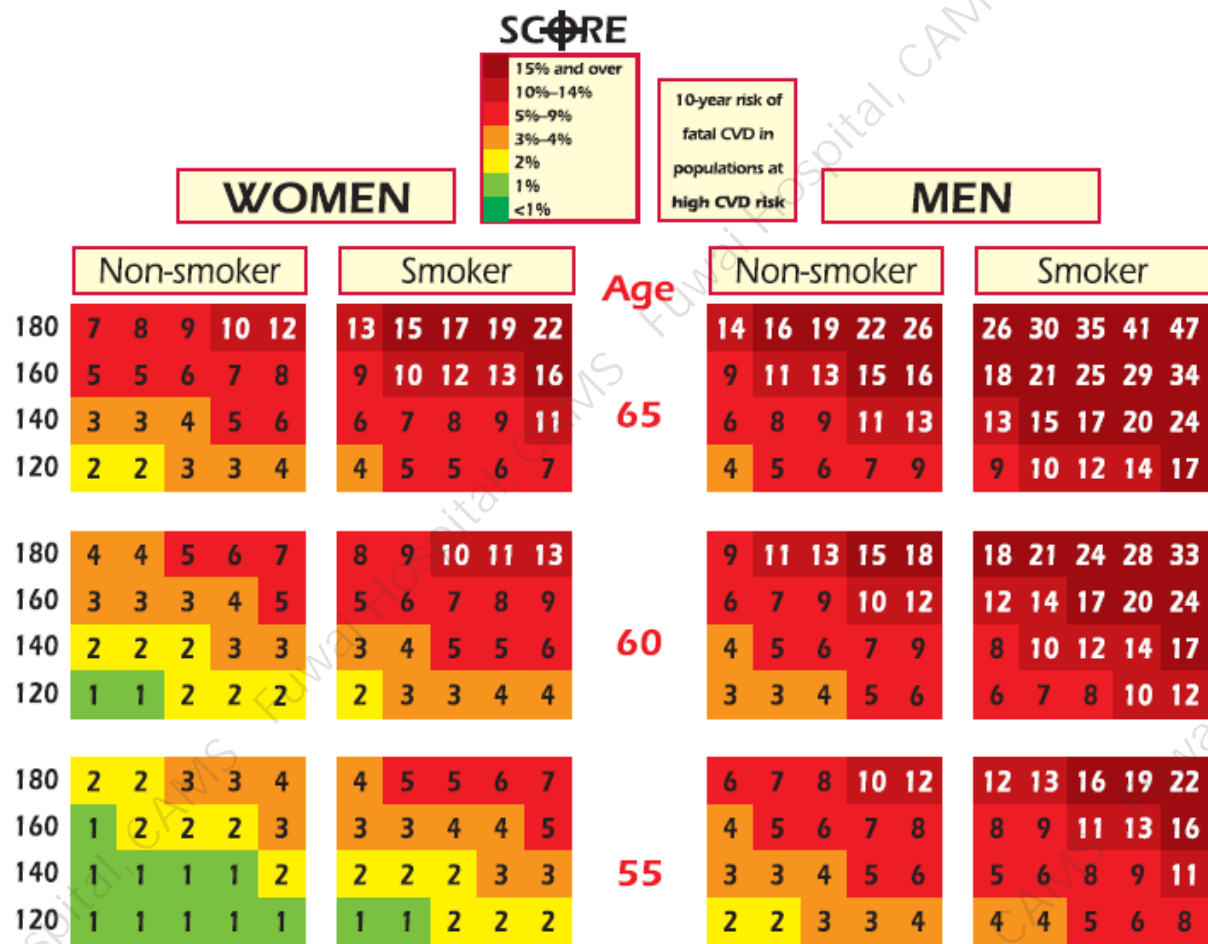 SCORE
15% and over
10%–14%
5%–9%
3%–4%
2%
1%
<1%
10-year risk of
fatal CVD in
populations at
high CVD risk
WOMEN
MEN
Non-smoker Smoker Age Non-smoker Smoker
180 7 8 9 10 12 13 15 17 19 22 14 16 19 22 26 26 30 35 41 47
160 5 5 6 7 8 9 10 12 13 16 9 11 13 15 16 18 21 25 29 34
140 3 3 4 5 6 6 7 8 9 11 65 6 8 9 11 13 13 15 17 20 24
120 2 2 3 3 4 4 5 5 6 7 4 5 6 7 9 9 10 12 14 17
180 4 4 5 6 7 8 9 10 11 13 9 11 13 15 18 18 21 24 28 33
160 3 3 3 4 5 5 6 7 8 9 6 7 9 10 12 12 14 17 20 24
140 2 2 2 3 3 3 4 5 5 6 60 4 5 6 7 9 8 10 12 14 17
120 1 1 2 2 2 2 3 3 4 4 3 3 4 5 6 6 7 8 10 12
180 2 2 3 3 4 4 5 5 6 7 6 7 8 10 12 12 13 16 19 22
160 1 2 2 2 3 3 3 4 4 5 4 5 6 7 8 8 9 11 13 16
140 1 1 1 1 2 2 2 2 3 3 55 3 3 4 5 6 5 6 8 9 11
120 1 1 1 1 1 1 1 2 2 2 2 2 3 3 4 4 4 5 6 8
Fuwai Hospital, CAMS
Fuwai Hospital, CAMS